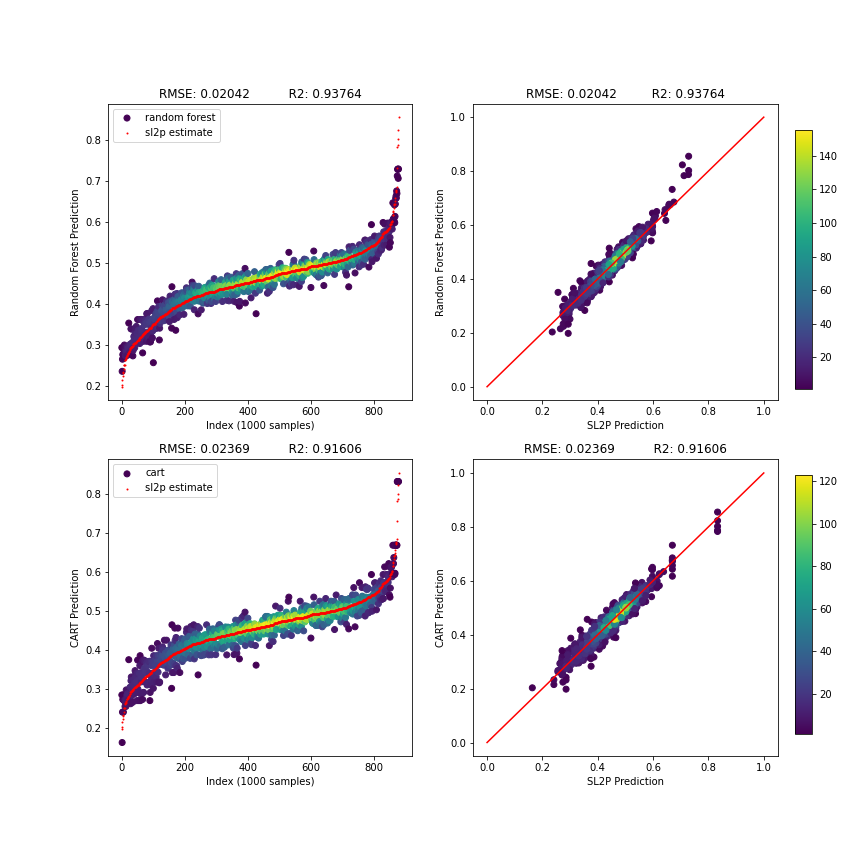 RMSE: 0.02042 R2: 0.93764
random forest
sl2p estimate
0.8
0.7
0.6
0.5
0.4
0.3
0.2
Random Forest Prediction
0 200 400 600 800
Index (1000 samples)
RMSE: 0.02042 R2: 0.93764
1.0
0.8
0.6
0.4
0.2
0.0
Random Forest Prediction
0.0 0.2 0.4 0.6 0.8 1.0
SL2P Prediction
140
120
100
80
60
40
20
RMSE: 0.02369 R2: 0.91606
cart
sl2p estimate
0.8
0.7
0.6
0.5
0.4
0.3
0.2
CART Prediction
0 200 400 600 800
Index (1000 samples)
RMSE: 0.02369 R2: 0.91606
1.0
0.8
0.6
0.4
0.2
0.0
CART Prediction
0.0 0.2 0.4 0.6 0.8 1.0
SL2P Prediction
120
100
80
60
40
20